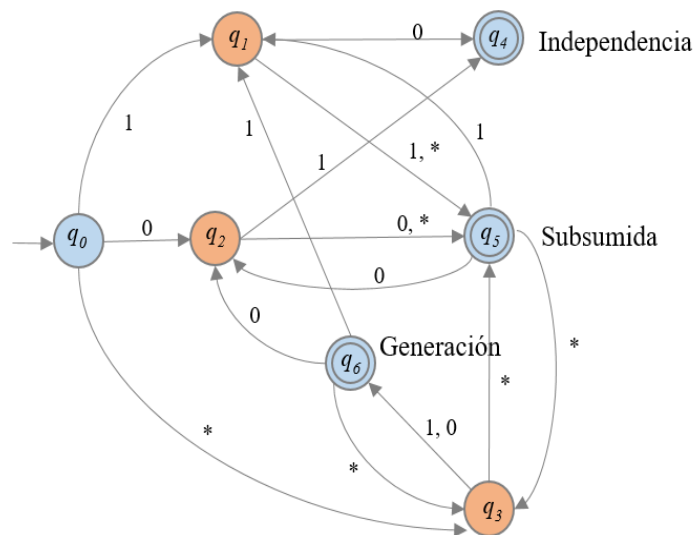 q1
0
q4
Independencia
1
1
1
1, *
1
q0
0
q2
0, *
q5
Subsumida
0
0
Generación
q6
*
*
1, 0
*
*
q3